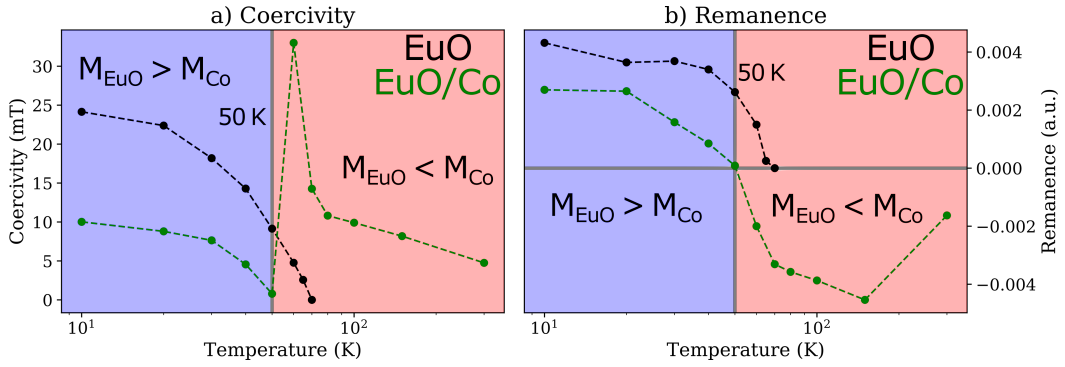 a) Coercivity
M_EuO > M_Co
EuO
EuO/Co
50 K
M_EuO < M_Co
Coercivity (mT)
30
25
20
15
10
5
0
10^1
10^2
Temperature (K)
b) Remanence
EuO
EuO/Co
50 K
M_EuO > M_Co
M_EuO < M_Co
0.004
0.002
0.000
−0.002
−0.004
Remanence (a.u.)
10^1
10^2
Temperature (K)